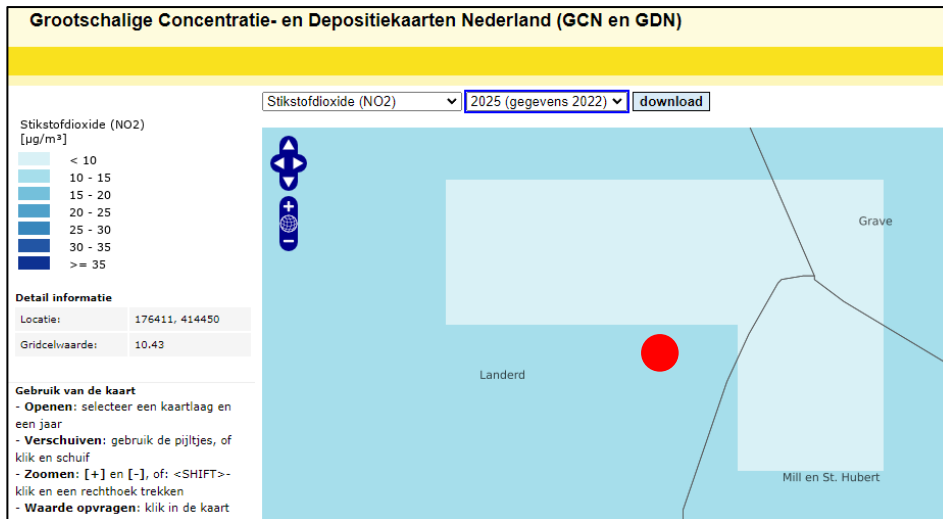 Grootschalige Concentratie- en Depositiekaarten Nederland (GCN en GDN)
Stikstofdioxide (NO2) 2025 (gegevens 2022) download
Stikstofdioxide (NO2)
[µg/m³]
< 10
10 - 15
15 - 20
20 - 25
25 - 30
30 - 35
>= 35
Detail informatie
Locatie: 176411, 414450
Gridcelwaarde: 10.43
Gebruik van de kaart
- Openen: selecteer een kaartlaag en
een jaar
- Verschuiven: gebruik de pijltjes, of
klik en schuif
- Zoomen: [+] en [-], of: <SHIFT>-
klik en een rechthoek trekken
- Waarde opvragen: klik in de kaart
Grave
Landerd
Mill en St. Hubert